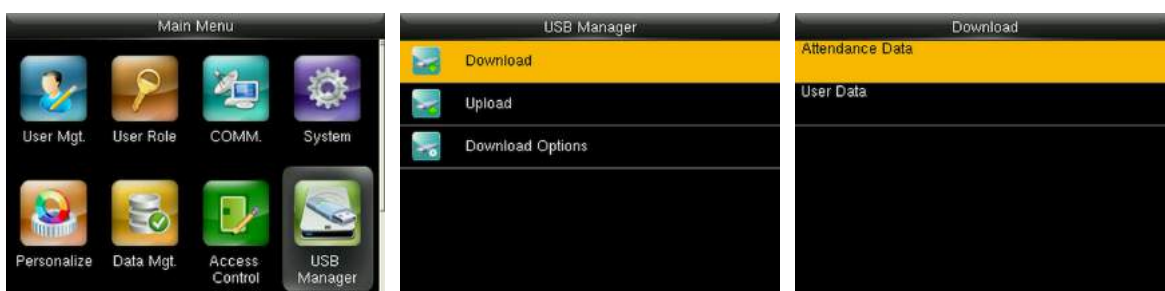 Main Menu
User Mgt.
User Role
COMM.
System
Personalize
Data Mgt.
Access
Control
USB
Manager
USB Manager
Download
Upload
Download Options
Download
Attendance Data
User Data